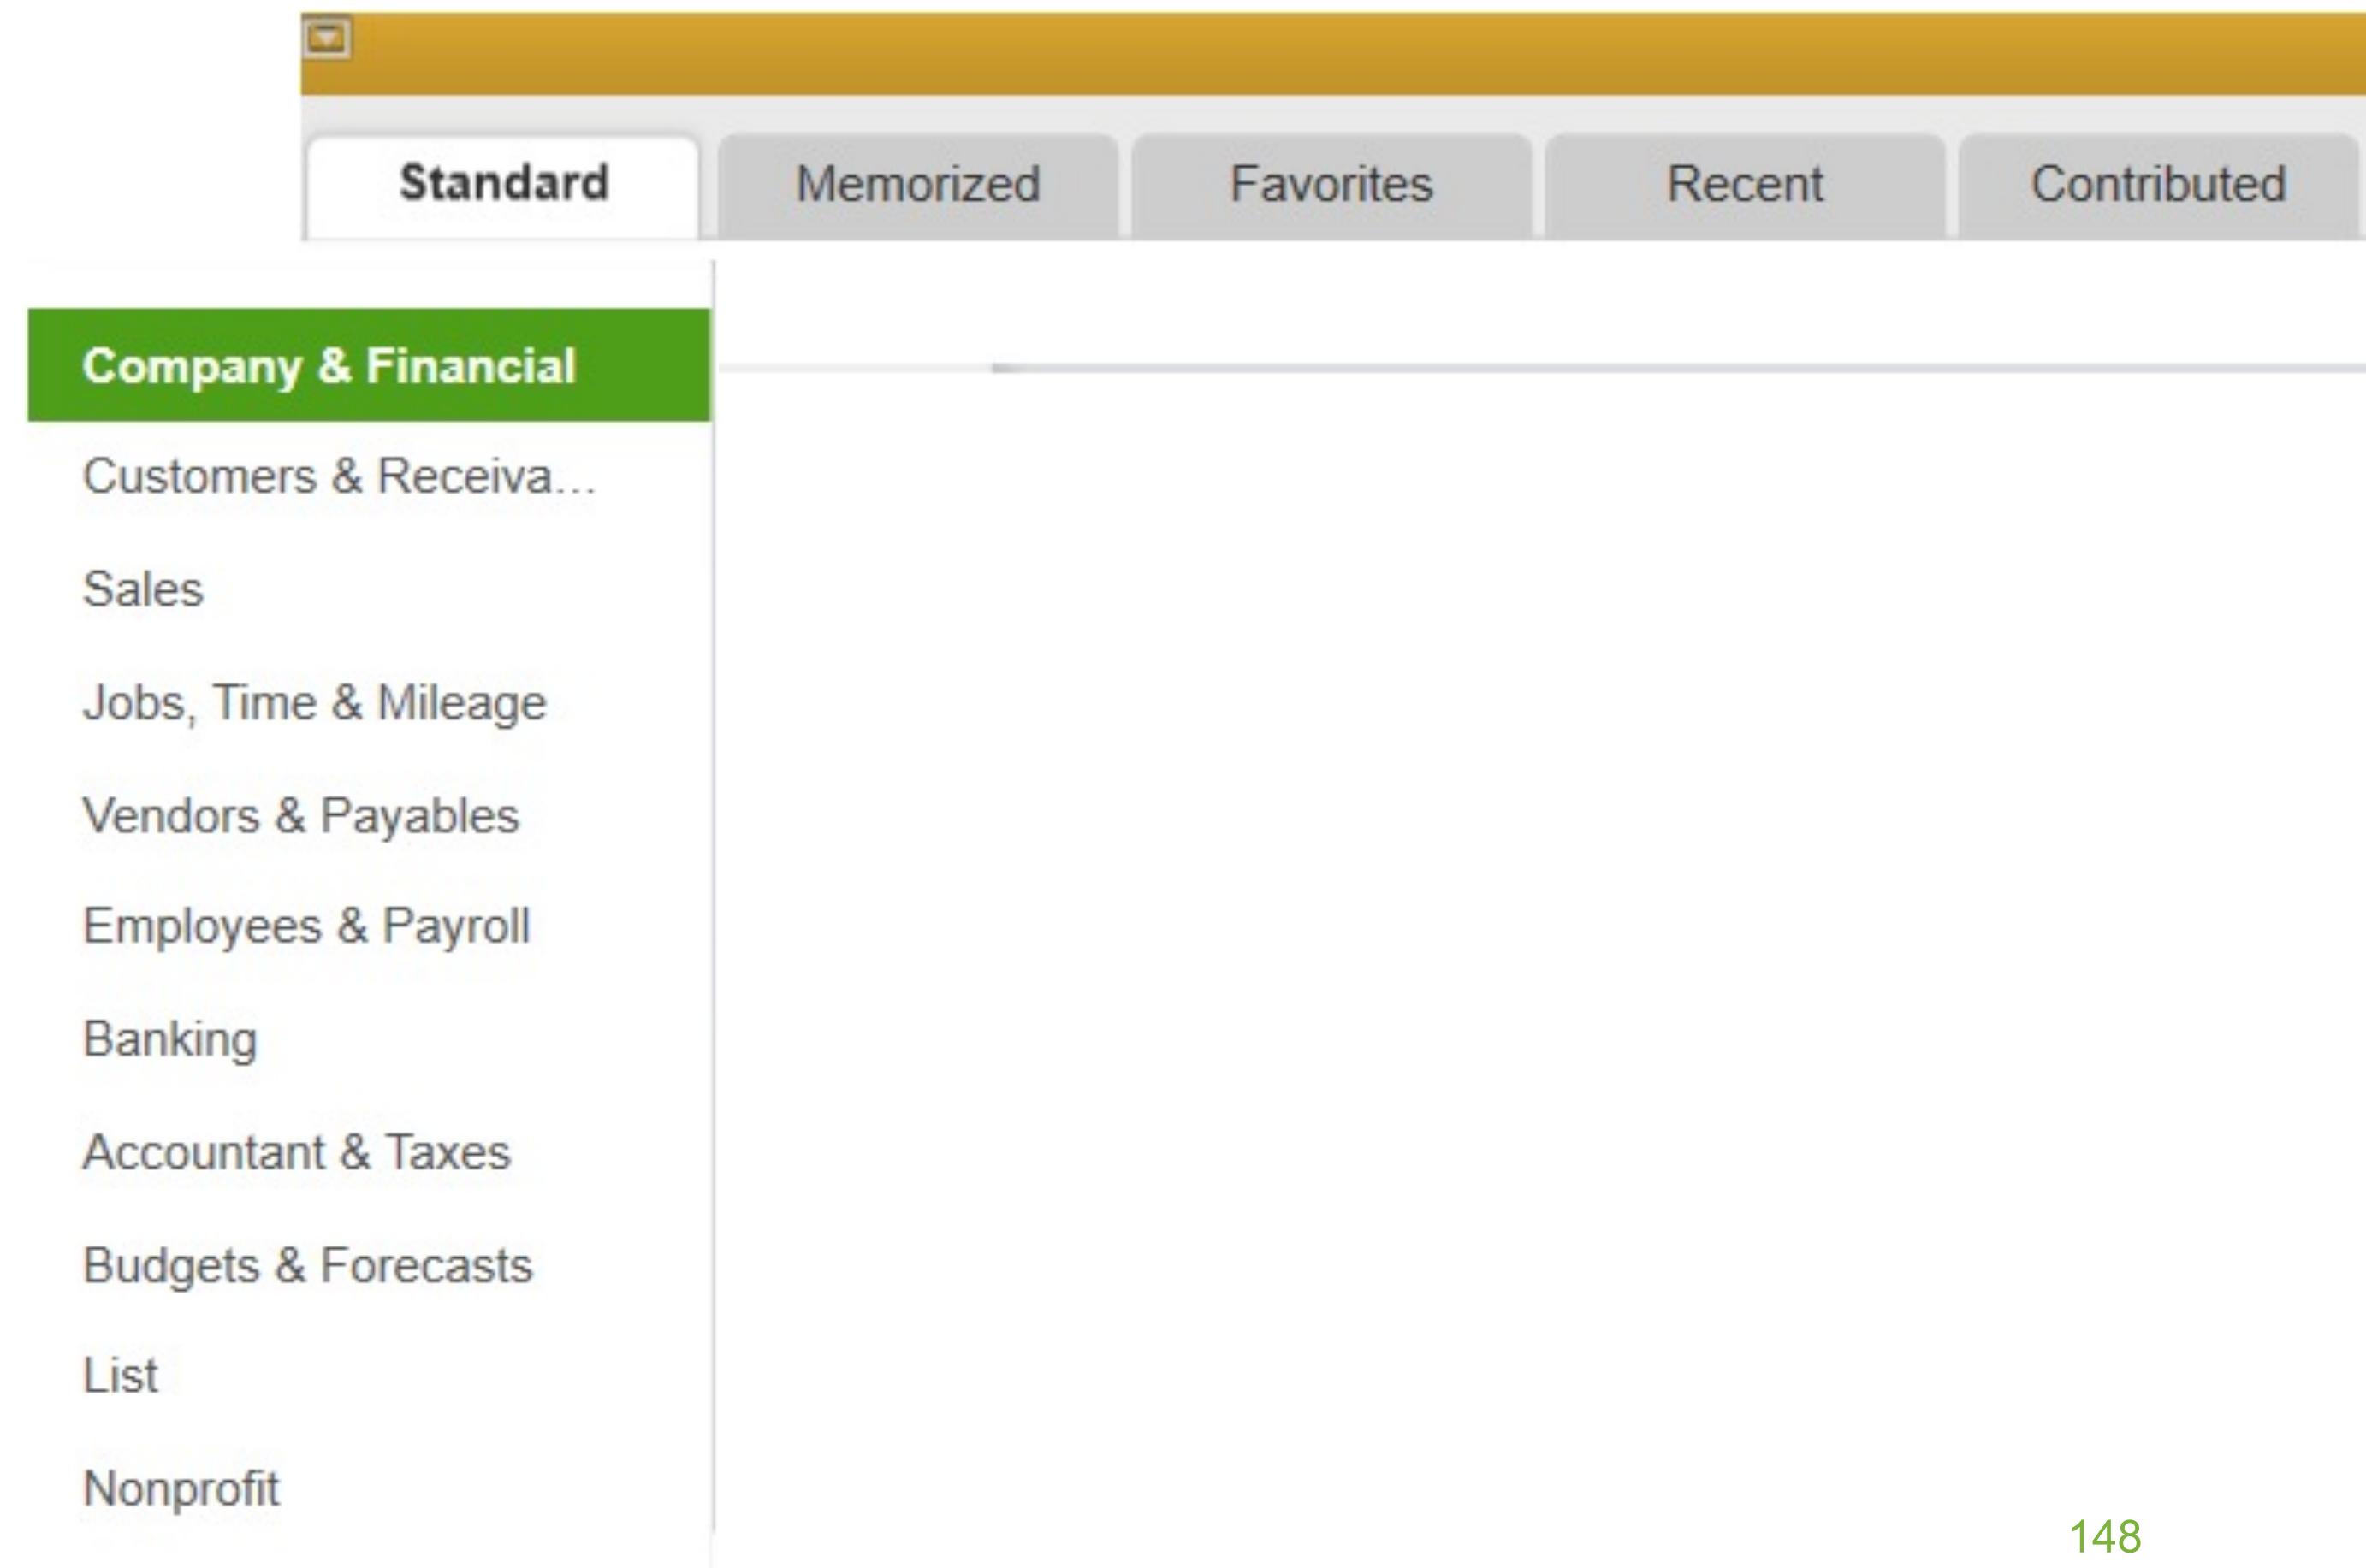 Standard Memorized Favorites Recent Contributed
Company & Financial
Customers & Receiva...
Sales
Jobs, Time & Mileage
Vendors & Payables
Employees & Payroll
Banking
Accountant & Taxes
Budgets & Forecasts
List
Nonprofit
148